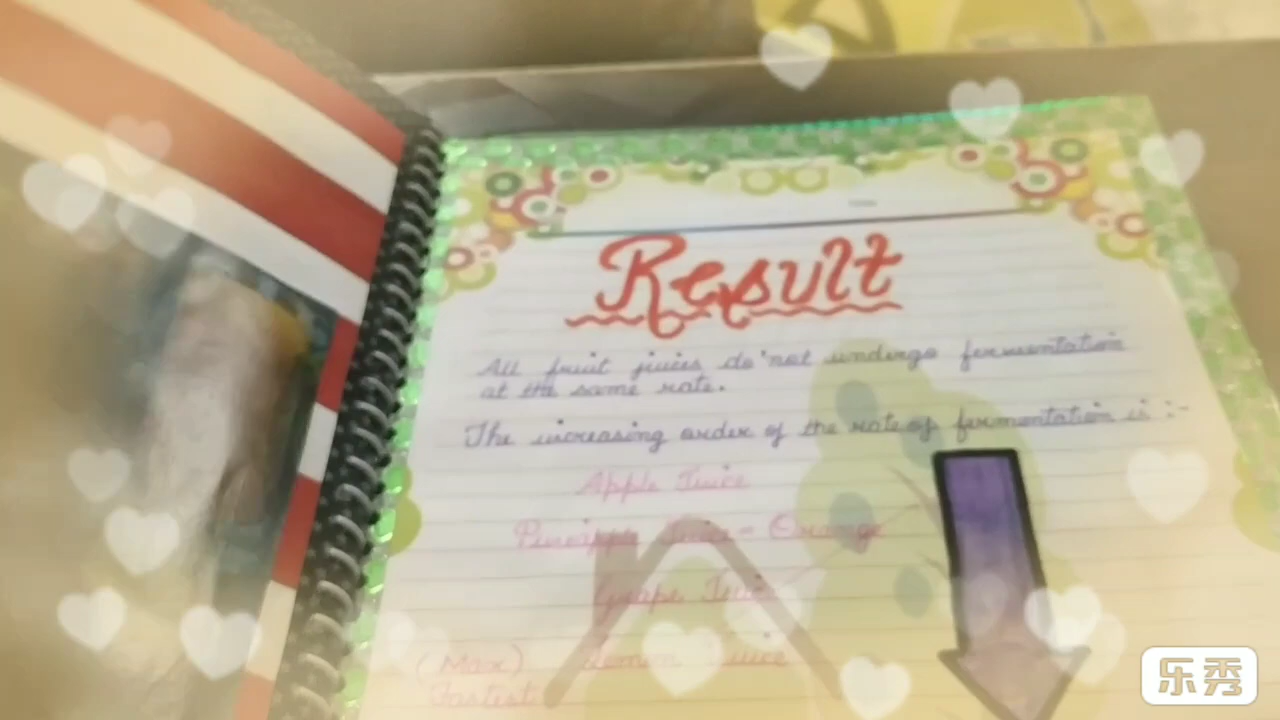 Result
All fruit juices do not undergo fermentation
at the same rate.
The increasing order of the rate of fermentation is :-
Apple Juice
Pineapple Juice = Orange
Grape Juice
(Max) Lemon Juice
Fastest
乐秀